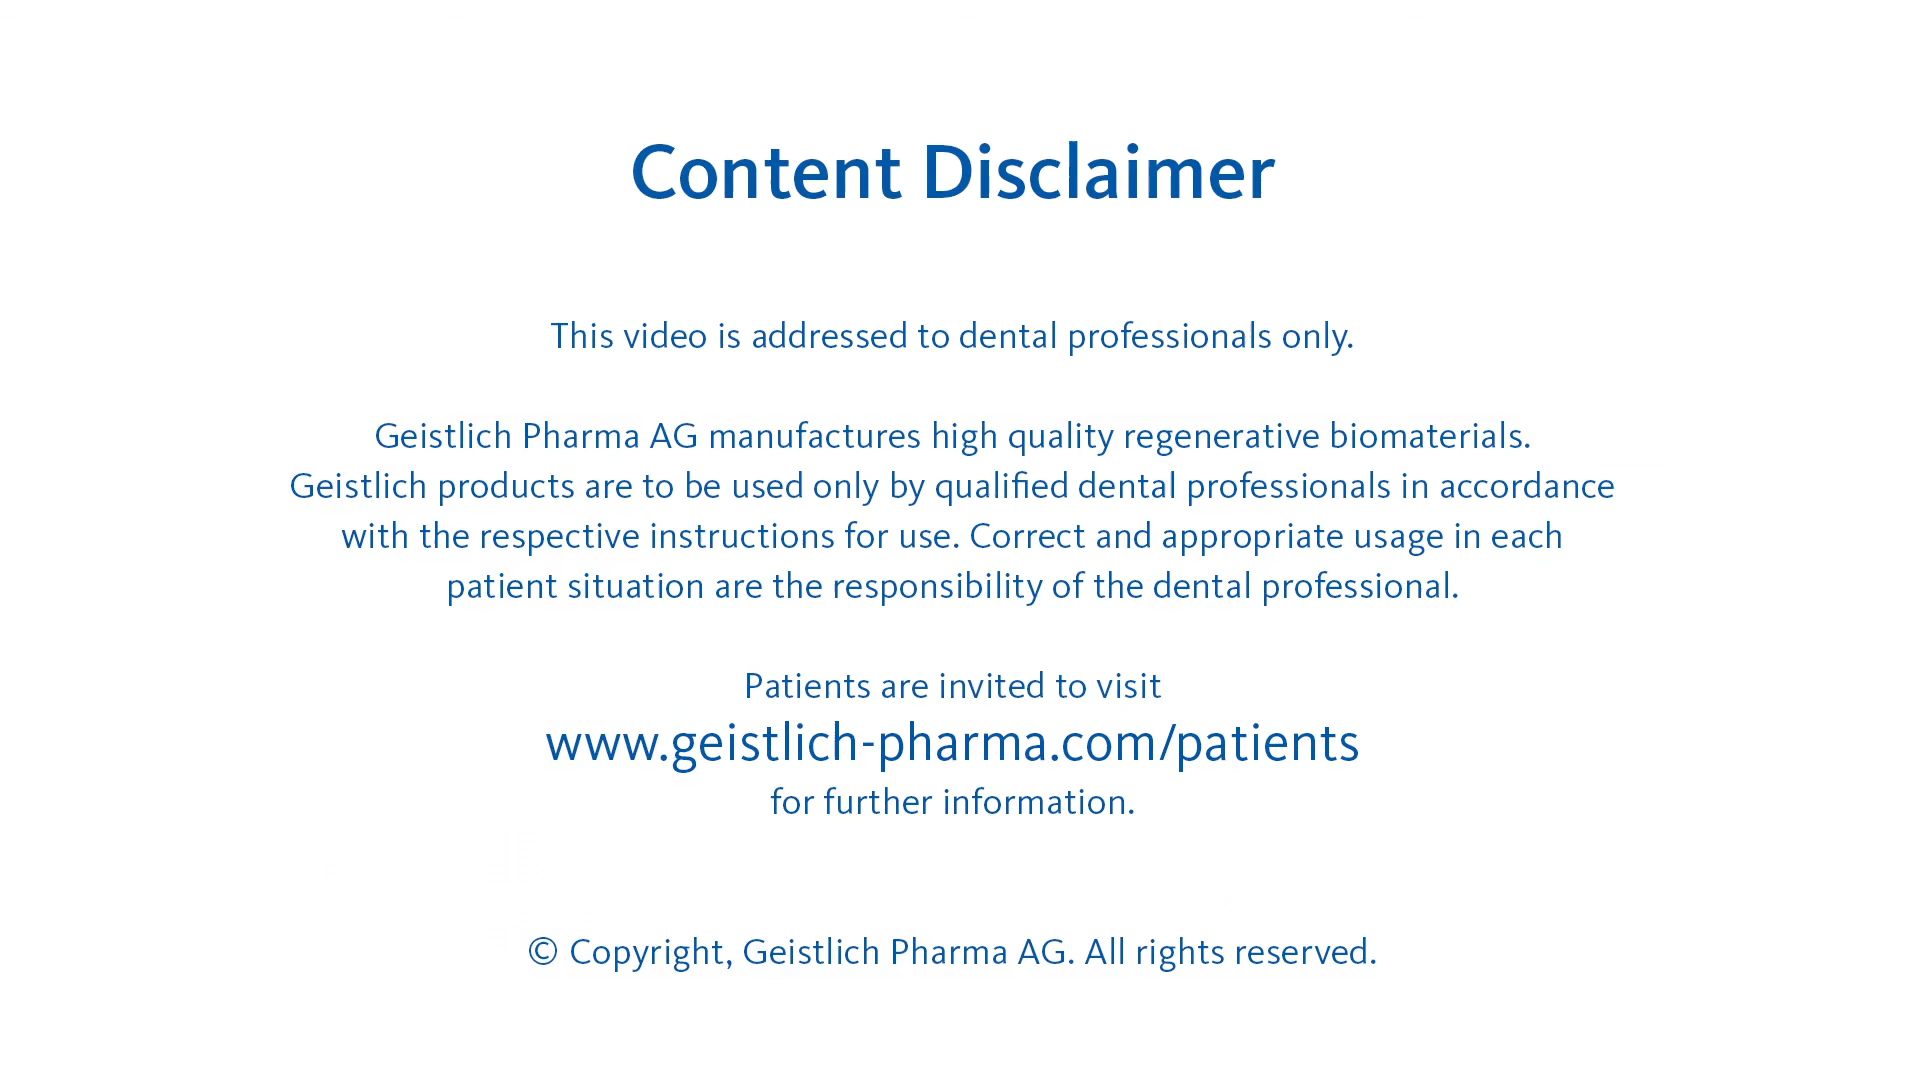 Content Disclaimer
This video is addressed to dental professionals only.
Geistlich Pharma AG manufactures high quality regenerative biomaterials.
Geistlich products are to be used only by qualified dental professionals in accordance
with the respective instructions for use. Correct and appropriate usage in each
patient situation are the responsibility of the dental professional.
Patients are invited to visit
www.geistlich-pharma.com/patients
for further information.
© Copyright, Geistlich Pharma AG. All rights reserved.